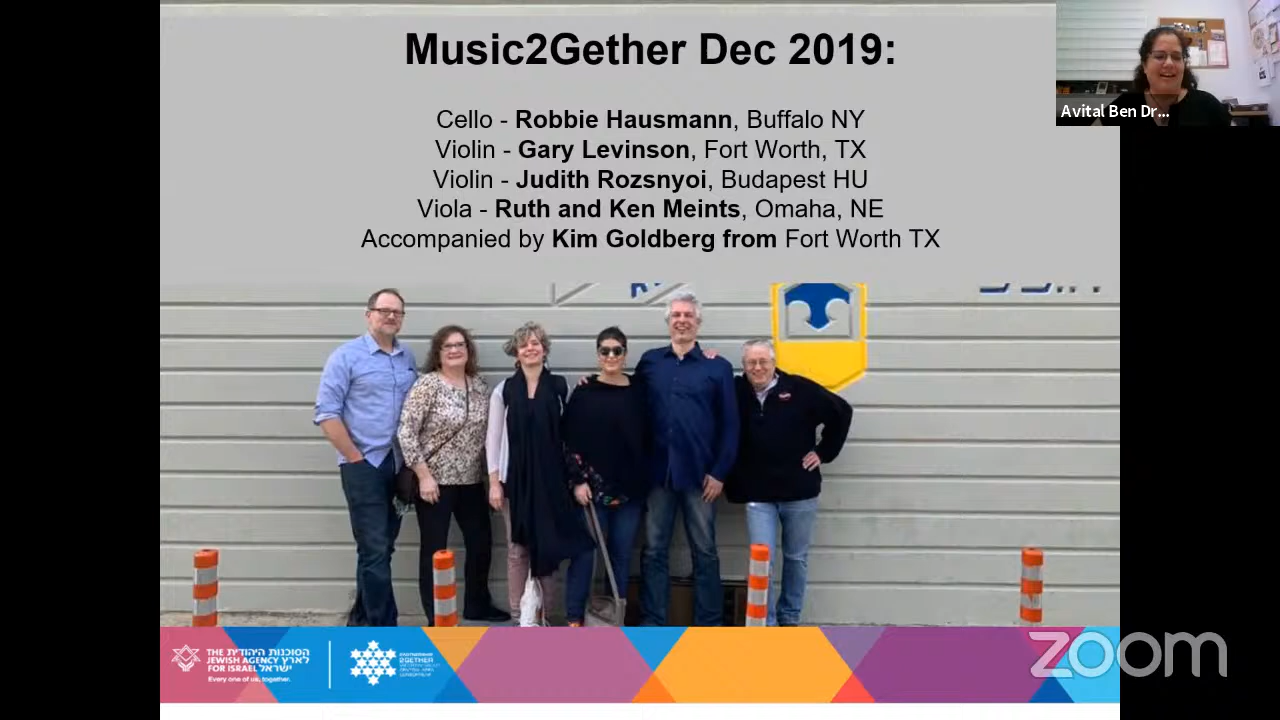 Music2Gether Dec 2019:
Cello - Robbie Hausmann, Buffalo NY
Violin - Gary Levinson, Fort Worth, TX
Violin - Judith Rozsnyoi, Budapest HU
Viola - Ruth and Ken Meints, Omaha, NE
Accompanied by Kim Goldberg from Fort Worth TX
Avital Ben Dr...
THE הסוכנות היהודית
JEWISH AGENCY לארץ
FOR ISRAEL ישראל
Every one of us, together.
PARTNERSHIP
2GETHER
zoom